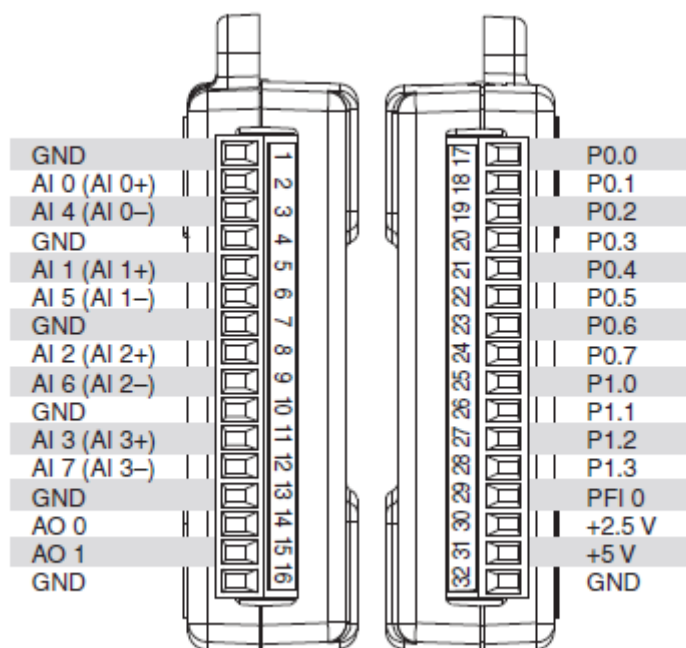 GND 1
AI 0 (AI 0+) 2
AI 4 (AI 0–) 3
GND 4
AI 1 (AI 1+) 5
AI 5 (AI 1–) 6
GND 7
AI 2 (AI 2+) 8
AI 6 (AI 2–) 9
GND 10
AI 3 (AI 3+) 11
AI 7 (AI 3–) 12
GND 13
AO 0 14
AO 1 15
GND 16
17 P0.0
18 P0.1
19 P0.2
20 P0.3
21 P0.4
22 P0.5
23 P0.6
24 P0.7
25 P1.0
26 P1.1
27 P1.2
28 P1.3
29 PFI 0
30 +2.5 V
31 +5 V
32 GND